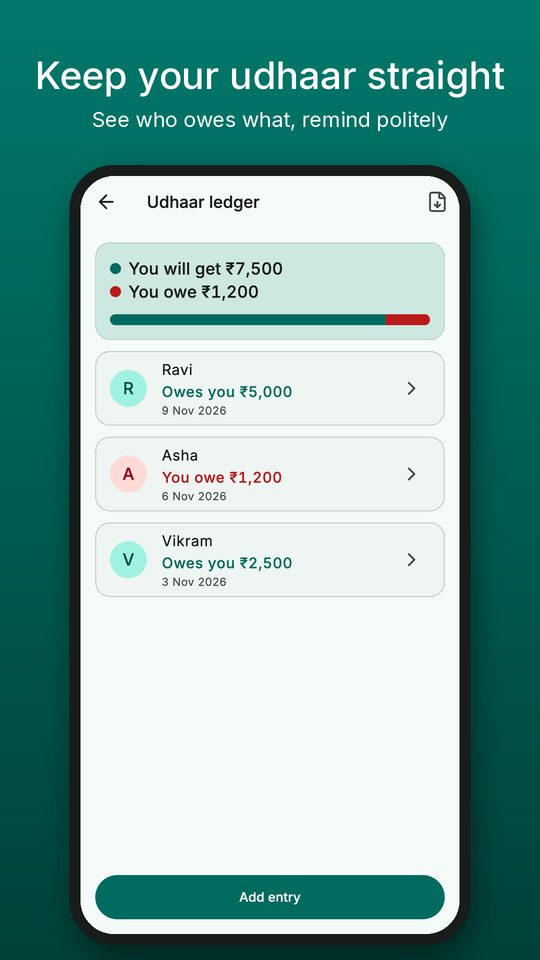 Keep your udhaar straight
See who owes what, remind politely
Udhaar ledger
You will get ₹7,500
You owe ₹1,200
R
Ravi
Owes you ₹5,000
9 Nov 2026
A
Asha
You owe ₹1,200
6 Nov 2026
V
Vikram
Owes you ₹2,500
3 Nov 2026
Add entry